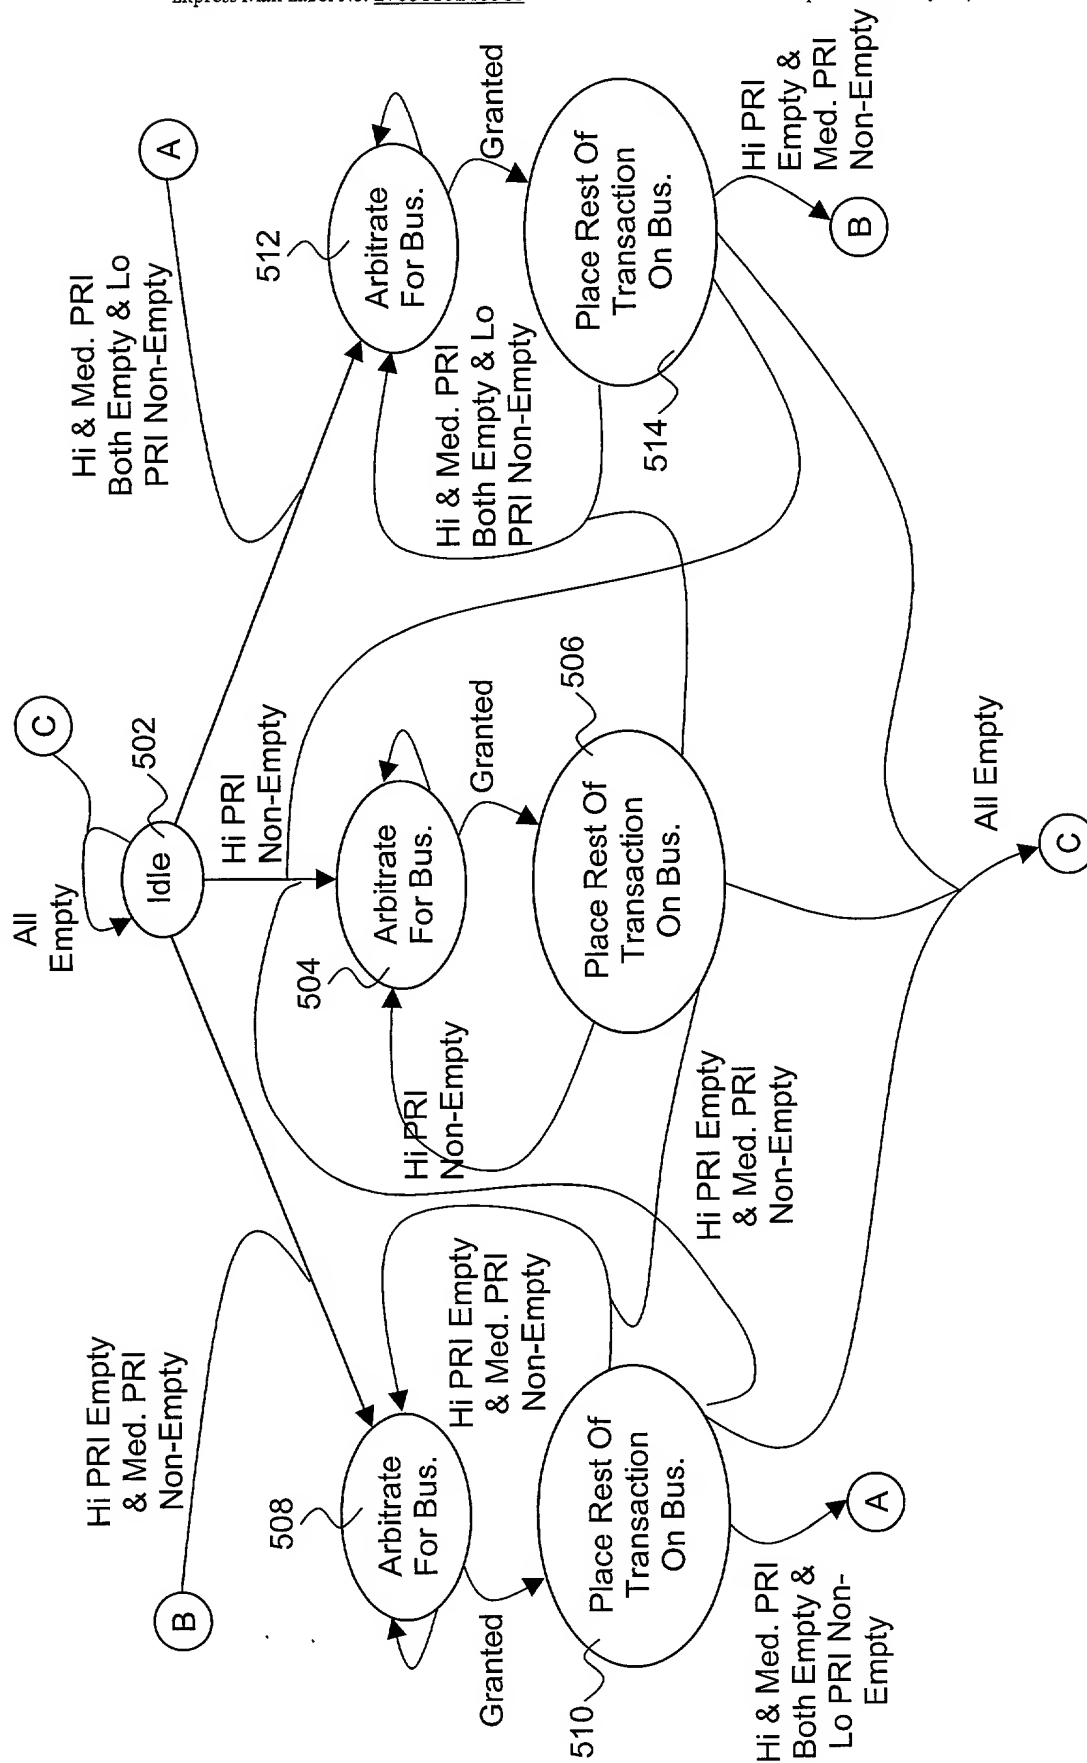 All
Empty
C
502
Idle
B
Hi PRI Empty
& Med. PRI
Non-Empty
Hi PRI
Non-Empty
Hi & Med. PRI
Both Empty & Lo
PRI Non-Empty
A
508
Arbitrate
For Bus.
504
Arbitrate
For Bus.
512
Arbitrate
For Bus.
Granted
Hi PRI Empty
& Med. PRI
Non-Empty
Hi PRI
Non-Empty
Granted
Hi & Med. PRI
Both Empty & Lo
PRI Non-Empty
Granted
510
Place Rest Of
Transaction
On Bus.
Place Rest Of
Transaction
On Bus.
506
514
Place Rest Of
Transaction
On Bus.
Hi & Med. PRI
Both Empty &
Lo PRI Non-
Empty
A
Hi PRI Empty
& Med. PRI
Non-Empty
Hi PRI
Empty &
Med. PRI
Non-Empty
B
All Empty
C